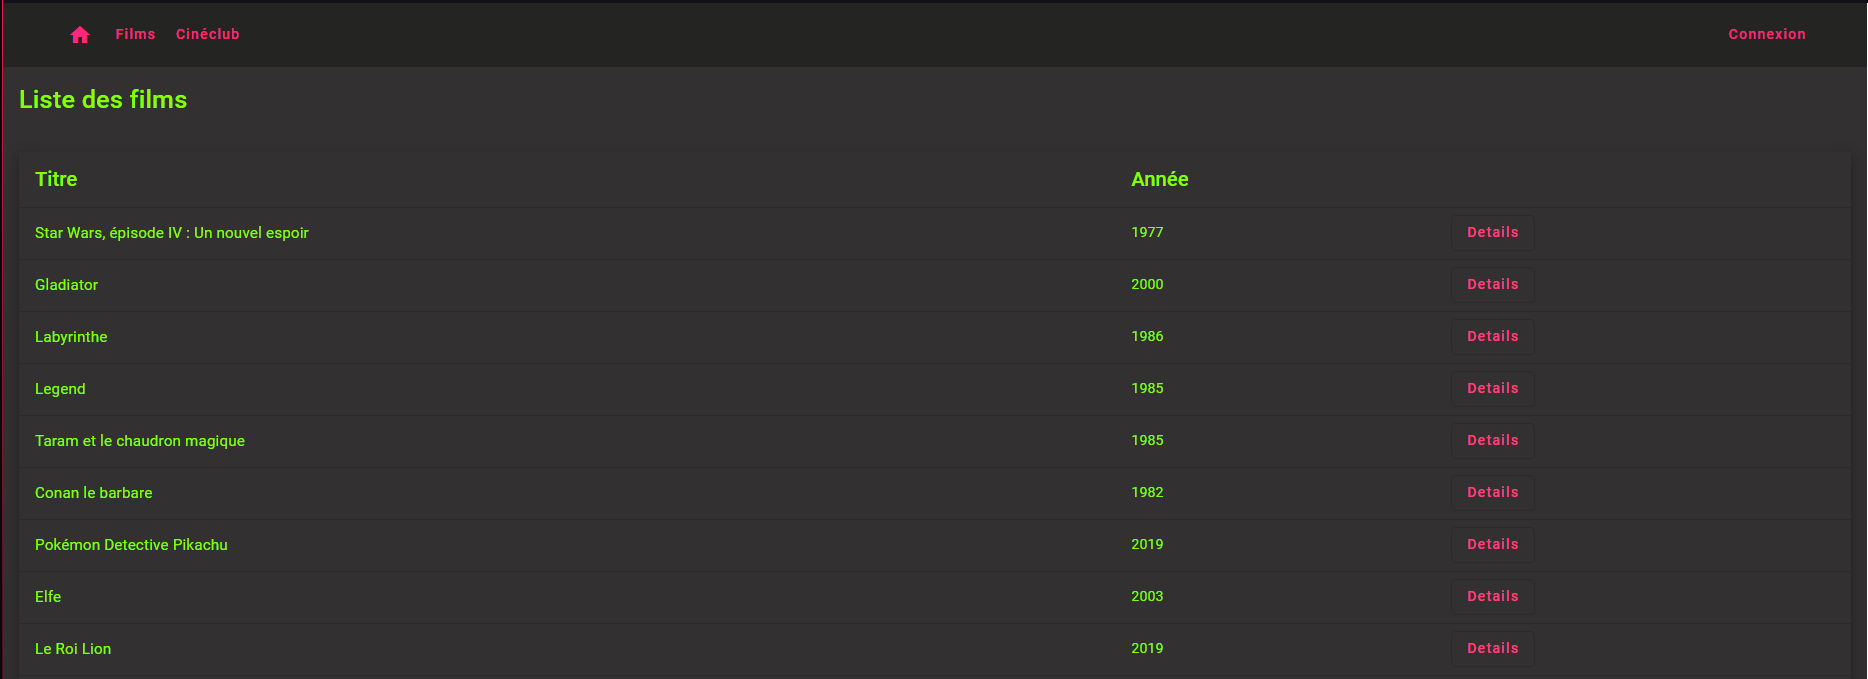 Films Cinéclub Connexion
Liste des films
Titre Année
Star Wars, épisode IV : Un nouvel espoir 1977 Details
Gladiator 2000 Details
Labyrinthe 1986 Details
Legend 1985 Details
Taram et le chaudron magique 1985 Details
Conan le barbare 1982 Details
Pokémon Detective Pikachu 2019 Details
Elfe 2003 Details
Le Roi Lion 2019 Details